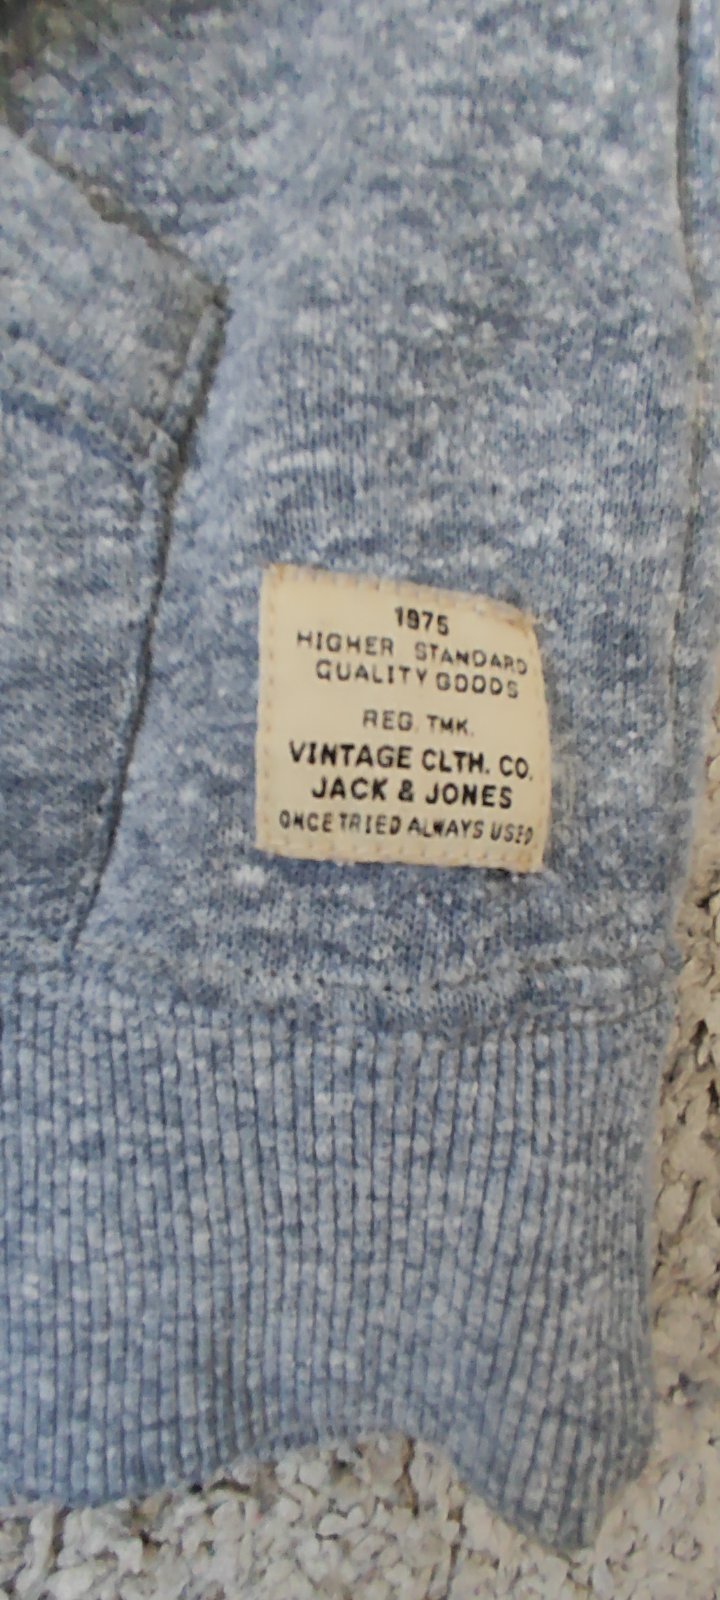 1975
HIGHER STANDARD
QUALITY GOODS
REG. TMK.
VINTAGE CLTH. CO.
JACK & JONES
ONCE TRIED ALWAYS USED